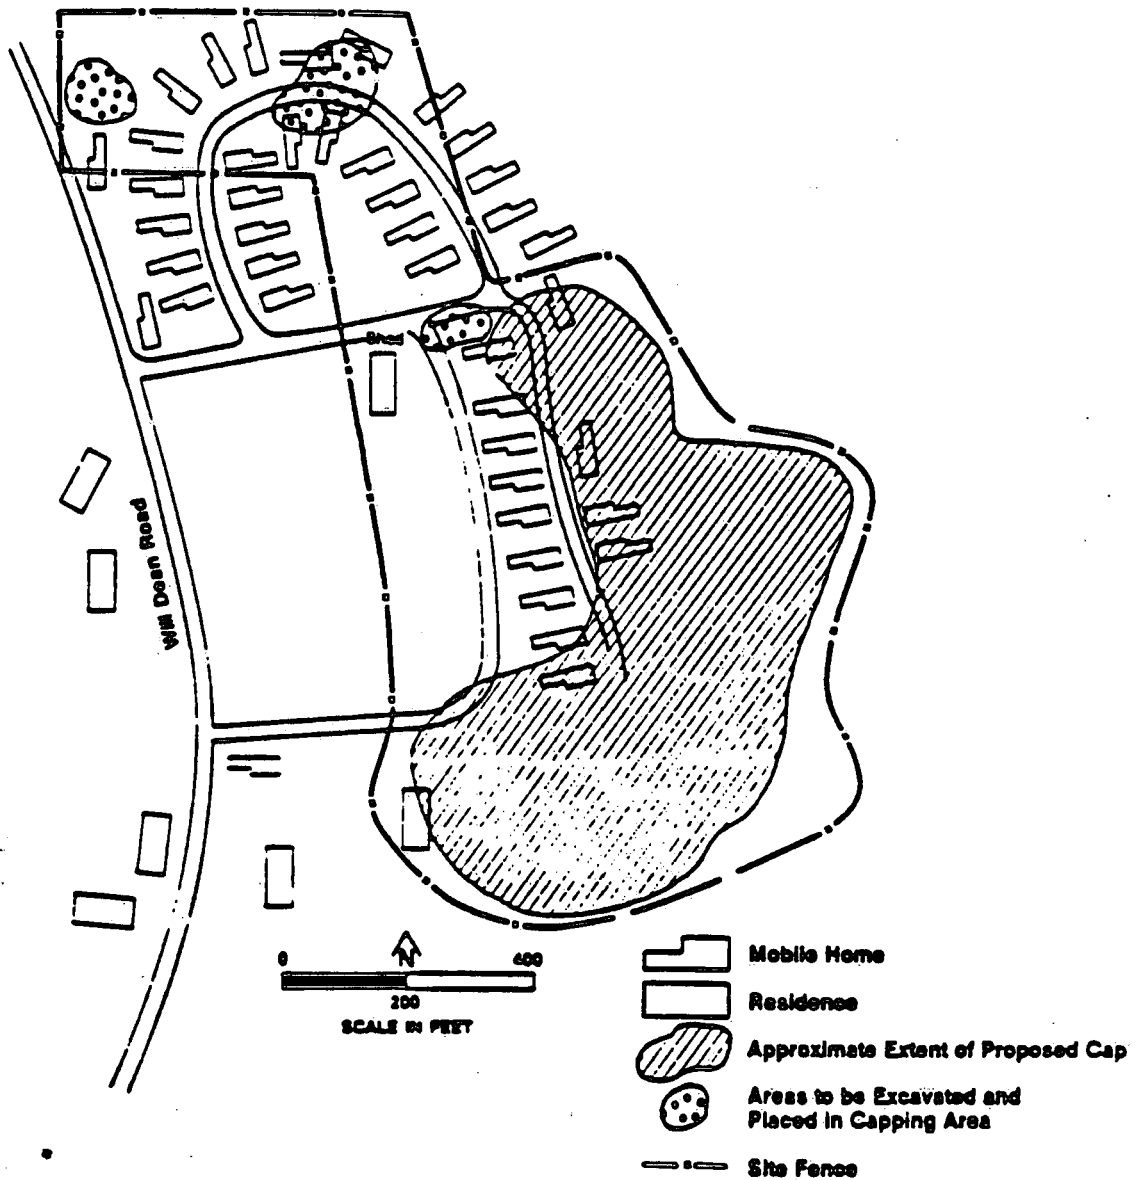 Shed
Will Dean Road
N
0 400
200
SCALE IN FEET
Mobile Home
Residence
Approximate Extent of Proposed Cap
Areas to be Excavated and
Placed in Capping Area
Site Fence